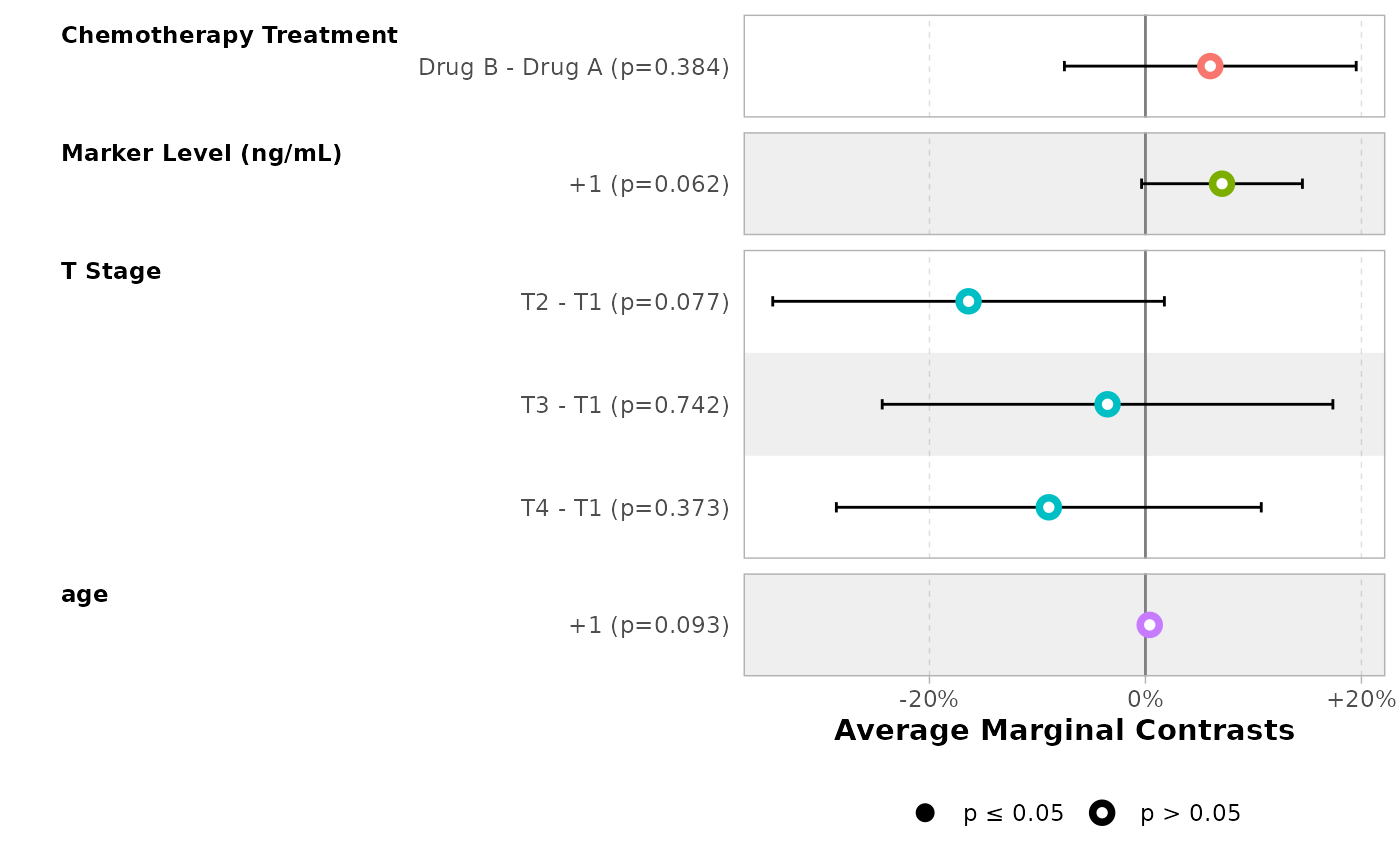 Chemotherapy Treatment
Drug B - Drug A (p=0.384)
Marker Level (ng/mL)
+1 (p=0.062)
T Stage
T2 - T1 (p=0.077)
T3 - T1 (p=0.742)
T4 - T1 (p=0.373)
age
+1 (p=0.093)
-20% 0% +20%
Average Marginal Contrasts
p ≤ 0.05 p > 0.05